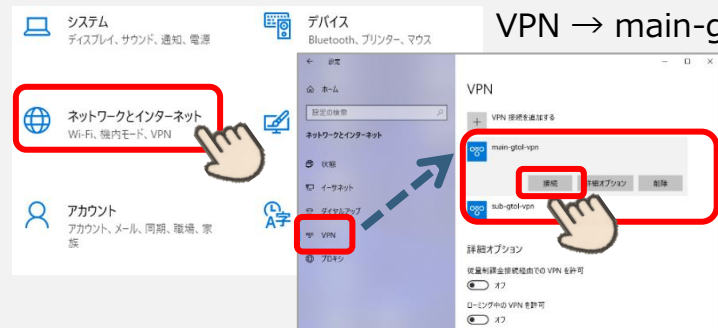 システム
ディスプレイ、サウンド、通知、電源
デバイス
Bluetooth、プリンター、マウス
ネットワークとインターネット
Wi-Fi、機内モード、VPN
アカウント
アカウント、メール、同期、職場、家
族
VPN → main-g
← 設定
ホーム
設定の検索
ネットワークとインターネット
状態
イーサネット
ダイヤルアップ
VPN
プロキシ
VPN
VPN 接続を追加する
main-gtol-vpn
接続
詳細オプション
削除
sub-gtol-vpn
詳細オプション
従量制課金接続経由での VPN を許可
オフ
ローミング中の VPN を許可
オフ